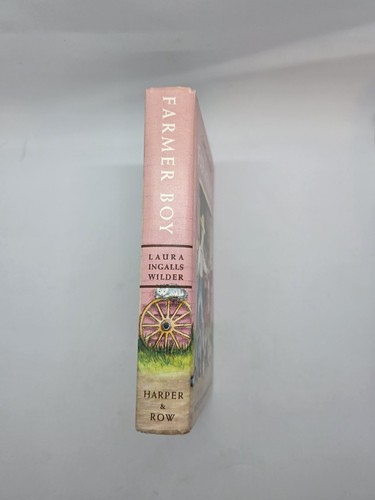 FARMER BOY
LAURA
INGALLS
WILDER
HARPER
&
ROW